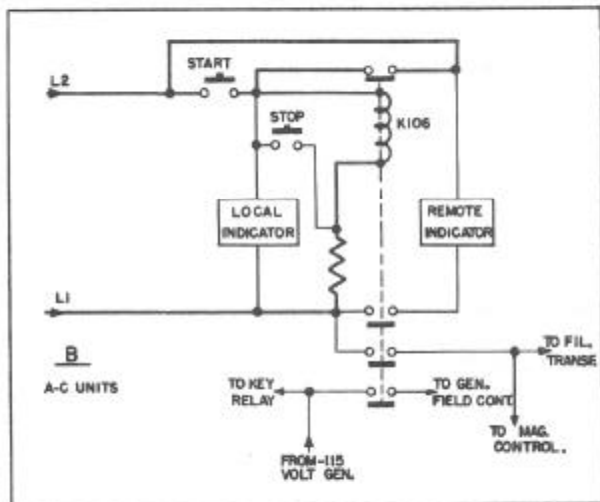 START
L2
K106
STOP
LOCAL
INDICATOR
REMOTE
INDICATOR
L1
B
A-C UNITS
TO FIL.
TRANSF.
TO KEY
RELAY
TO GEN.
FIELD CONT.
TO MAG.
CONTROL.
FROM-115
VOLT GEN.